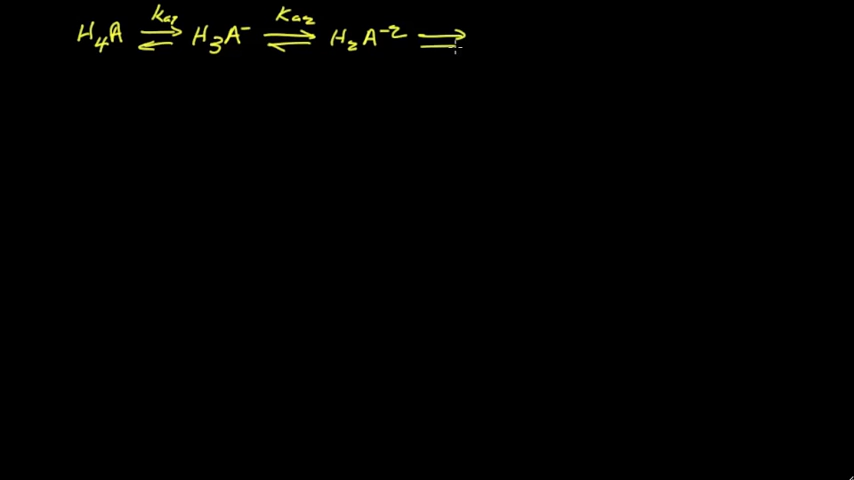 H₄A ⇌ (Ka₁) H₃A⁻ ⇌ (Ka₂) H₂A⁻² ⇌